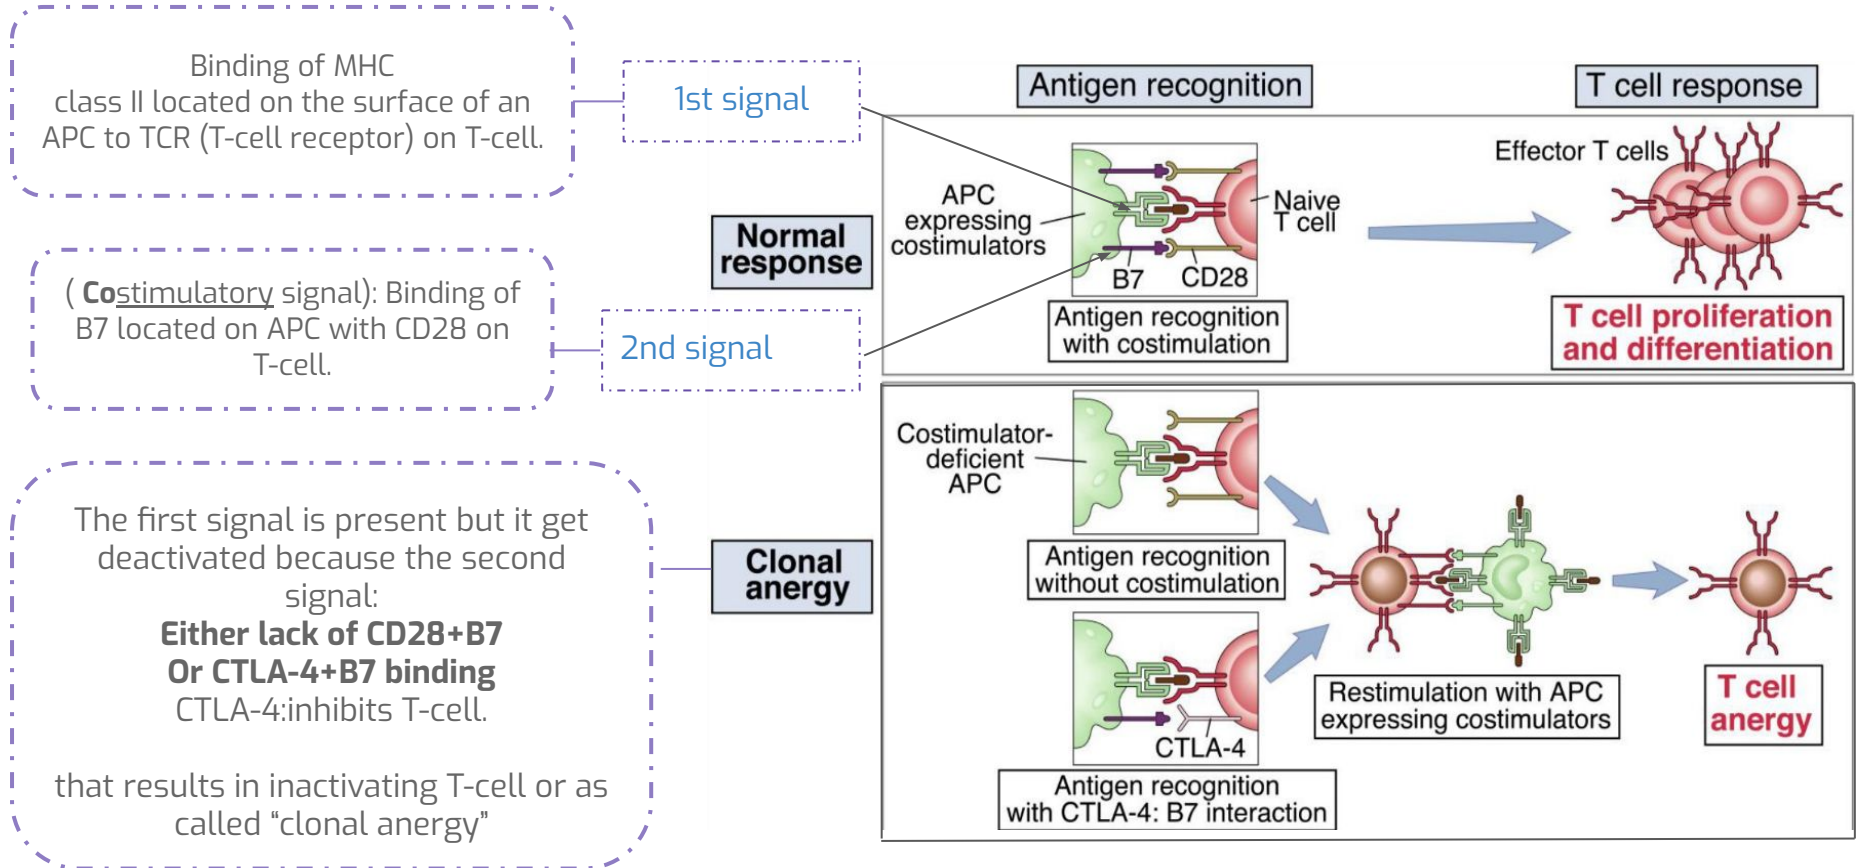 Binding of MHC
class II located on the surface of an
APC to TCR (T-cell receptor) on T-cell.
1st signal
( Costimulatory signal): Binding of
B7 located on APC with CD28 on
T-cell.
2nd signal
The first signal is present but it get
deactivated because the second
signal:
Either lack of CD28+B7
Or CTLA-4+B7 binding
CTLA-4:inhibits T-cell.
that results in inactivating T-cell or as
called “clonal anergy”
Antigen recognition
T cell response
Normal
response
APC
expressing
costimulators
Naive
T cell
B7
CD28
Antigen recognition
with costimulation
Effector T cells
T cell proliferation
and differentiation
Clonal
anergy
Costimulator-
deficient
APC
Antigen recognition
without costimulation
CTLA-4
Antigen recognition
with CTLA-4: B7 interaction
Restimulation with APC
expressing costimulators
T cell
anergy